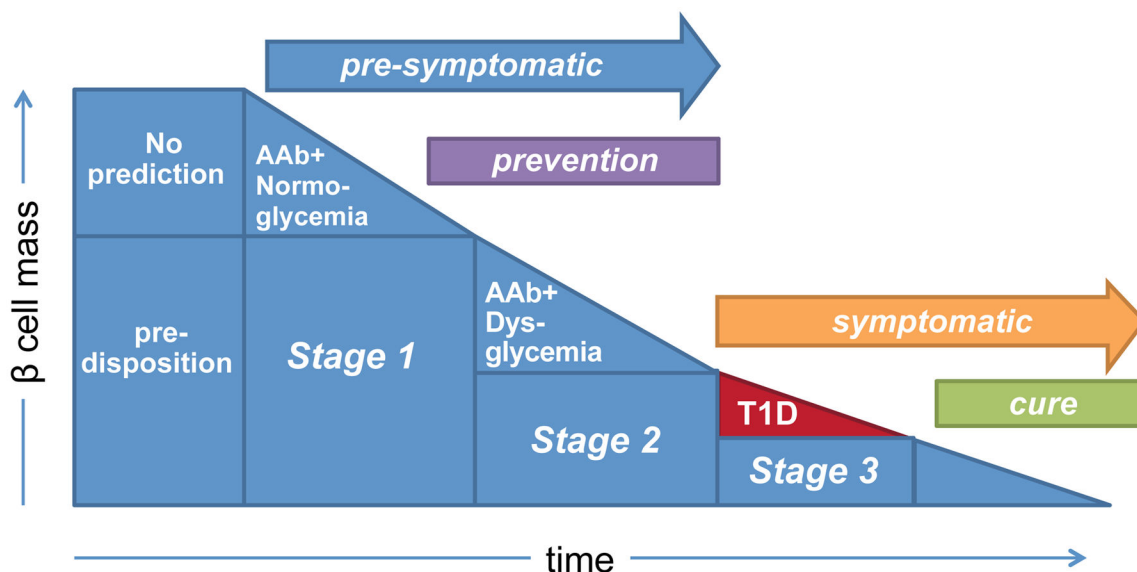 pre-symptomatic
No
prediction
AAb+
Normo-
glycemia
prevention
pre-
disposition
Stage 1
AAb+
Dys-
glycemia
Stage 2
symptomatic
T1D
cure
Stage 3
β cell mass
time